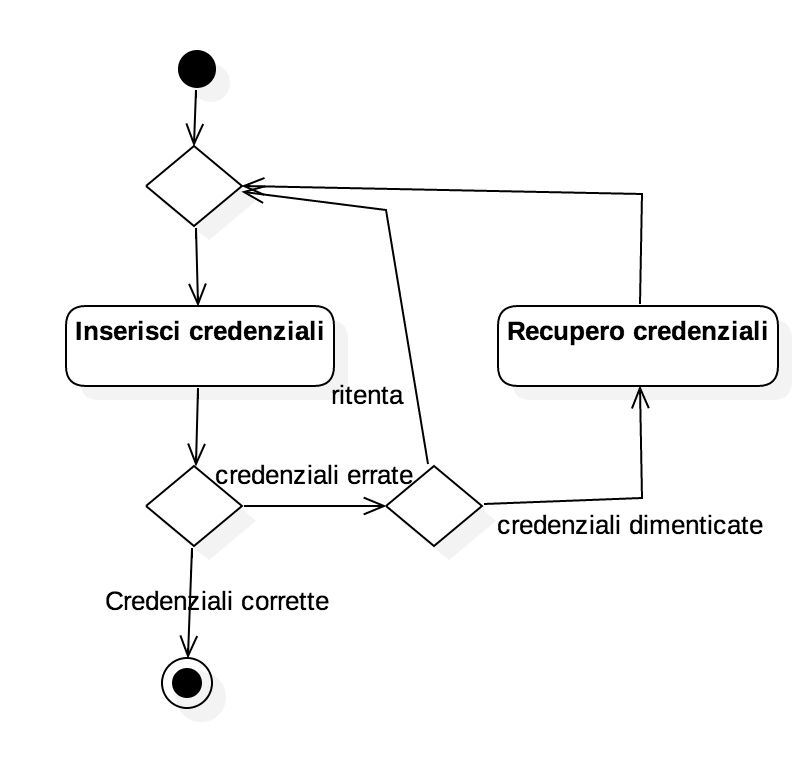 Inserisci credenziali
Recupero credenziali
ritenta
credenziali errate
credenziali dimenticate
Credenziali corrette